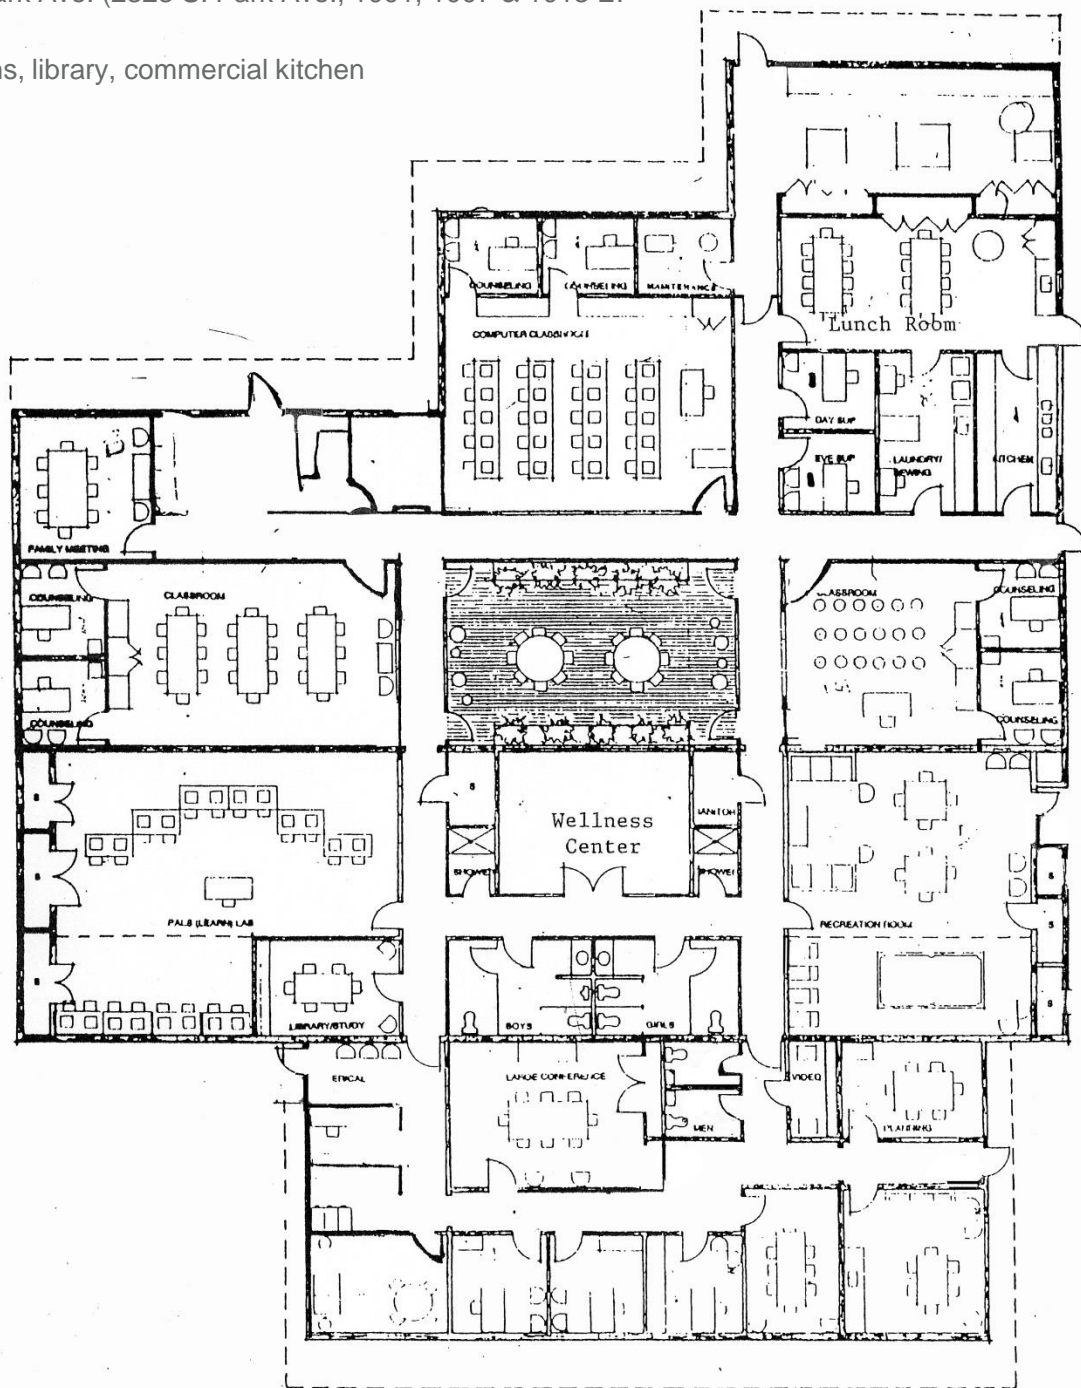 ns, library, commercial kitchen
COUNSELING
COUNSELING
MAINTENANCE
Lunch Room
COMPUTER CLASSROOM
DAY SUP
EVE SUP
LAUNDRY/
SEWING
KITCHEN
FAMILY MEETING
COUNSELING
CLASSROOM
CLASSROOM
COUNSELING
COUNSELING
COUNSELING
S
S
JANITOR
Wellness
Center
SHOWER
SHOWER
S
S
PALS (LEARN) LAB
RECREATION ROOM
S
S
S
LIBRARY/STUDY
BOYS
GIRLS
LARGE CONFERENCE
VIDEO
MEN
PLANNING